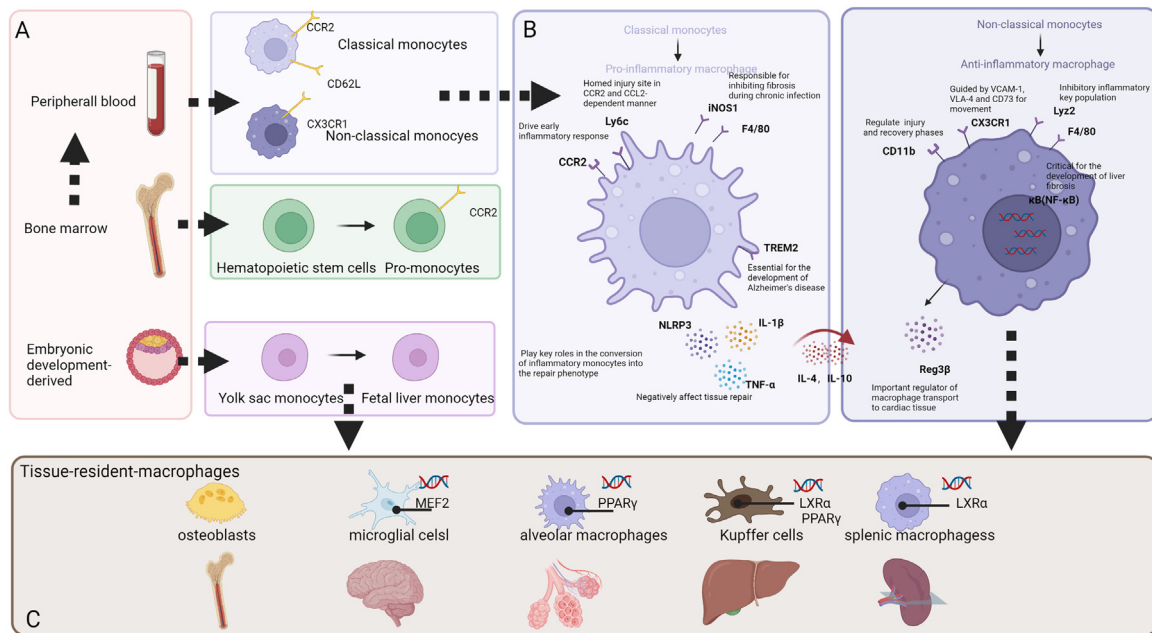 A
Peripherall blood
Bone marrow
Embryonic
development-
derived
CCR2
Classical monocytes
CD62L
CX3CR1
Non-classical monocyes
CCR2
Hematopoietic stem cells
Pro-monocytes
Yolk sac monocytes
Fetal liver monocytes
B
Classical monocytes
Pro-inflammatory macrophage
Homed injury site in
CCR2 and CCL2-
dependent manner
Responsible for
inhibiting fibrosis
during chronic infection
Drive early
inflammatory response
Ly6c
iNOS1
F4/80
CCR2
TREM2
Essential for the
development of
Alzheimer's disease
NLRP3
IL-1β
TNF-α
Play key roles in the conversion
of inflammatory monocytes into
the repair phenotype
Negatively affect tissue repair
IL-4, IL-10
Non-classical monocytes
Anti-inflammatory macrophage
Guided by VCAM-1,
VLA-4 and CD73 for
movement
Inhibitory inflammatory
key population
Regulate injury
and recovery phases
CX3CR1
Lyz2
F4/80
CD11b
Critical for the
development of liver
fibrosis
κB(NF-κB)
Reg3β
Important regulator of
macrophage transport
to cardiac tissue
Tissue-resident-macrophages
MEF2
PPARγ
LXRα
PPARγ
LXRα
osteoblasts
microglial celsl
alveolar macrophages
Kupffer cells
splenic macrophagess
C